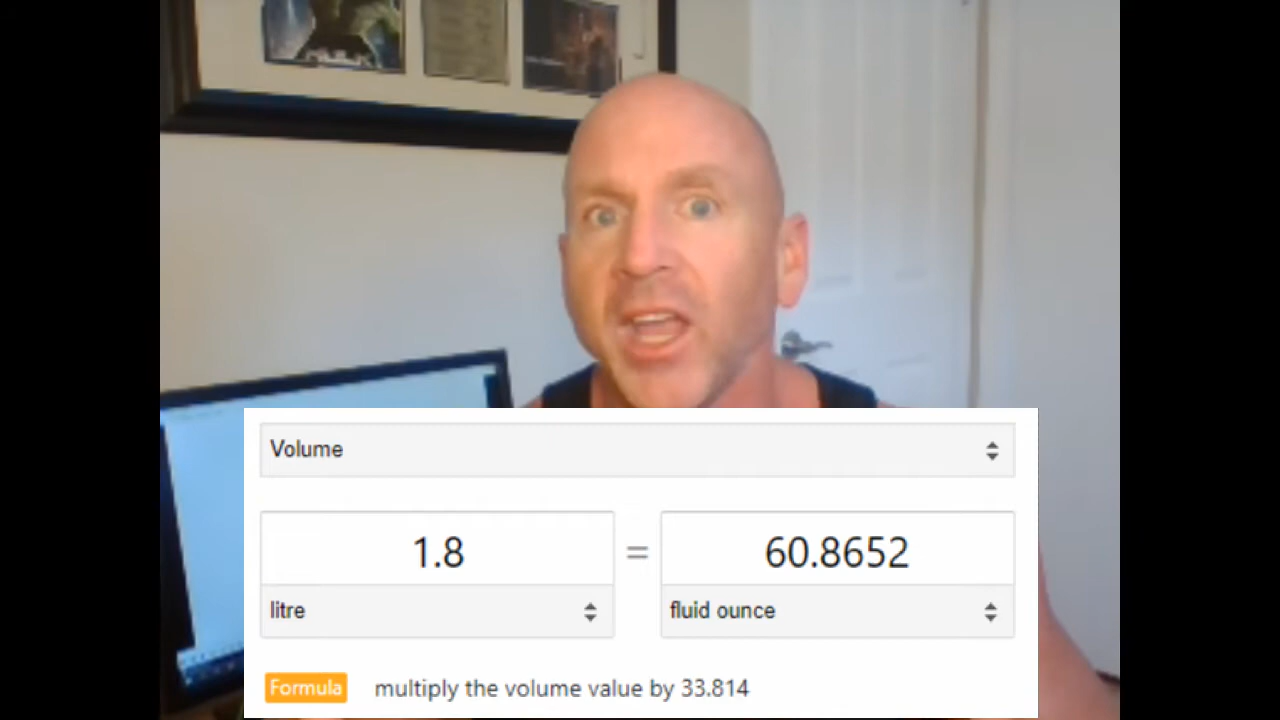 Volume
1.8 = 60.8652
litre fluid ounce
Formula multiply the volume value by 33.814